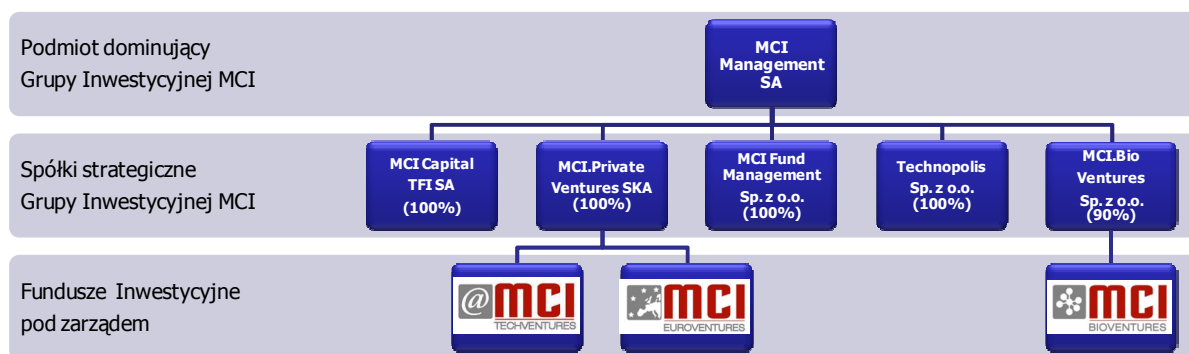 Podmiot dominujący
Grupy Inwestycyjnej MCI
MCI
Management
SA
Spółki strategiczne
Grupy Inwestycyjnej MCI
MCI Capital
TFI SA
(100%)
MCI.Private
Ventures SKA
(100%)
MCI Fund
Management
Sp. z o.o.
(100%)
Technopolis
Sp. z o.o.
(100%)
MCI.Bio
Ventures
Sp. z o.o.
(90%)
Fundusze Inwestycyjne
pod zarządem
@mci
TECHVENTURES
mci
EUROVENTURES
mci
BIOVENTURES